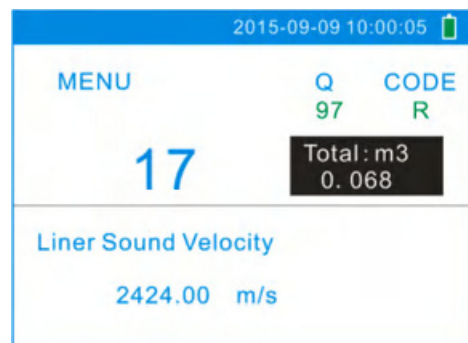 2015-09-09 10:00:05
MENU Q CODE
97 R
17
Total:m3
0.068
Liner Sound Velocity
2424.00 m/s